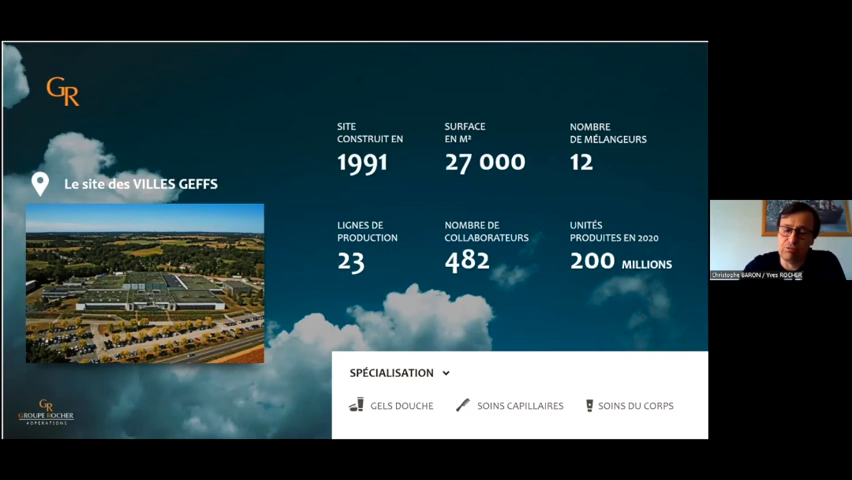 GR
Le site des VILLES GEFFS
SITE
CONSTRUIT EN
1991
SURFACE
EN M²
27 000
NOMBRE
DE MÉLANGEURS
12
LIGNES DE
PRODUCTION
23
NOMBRE DE
COLLABORATEURS
482
UNITÉS
PRODUITES EN 2020
200 MILLIONS
SPÉCIALISATION
GELS DOUCHE
SOINS CAPILLAIRES
SOINS DU CORPS
GR
GROUPE ROCHER
#OPERATIONS
Christophe BARON / Yves ROCHER